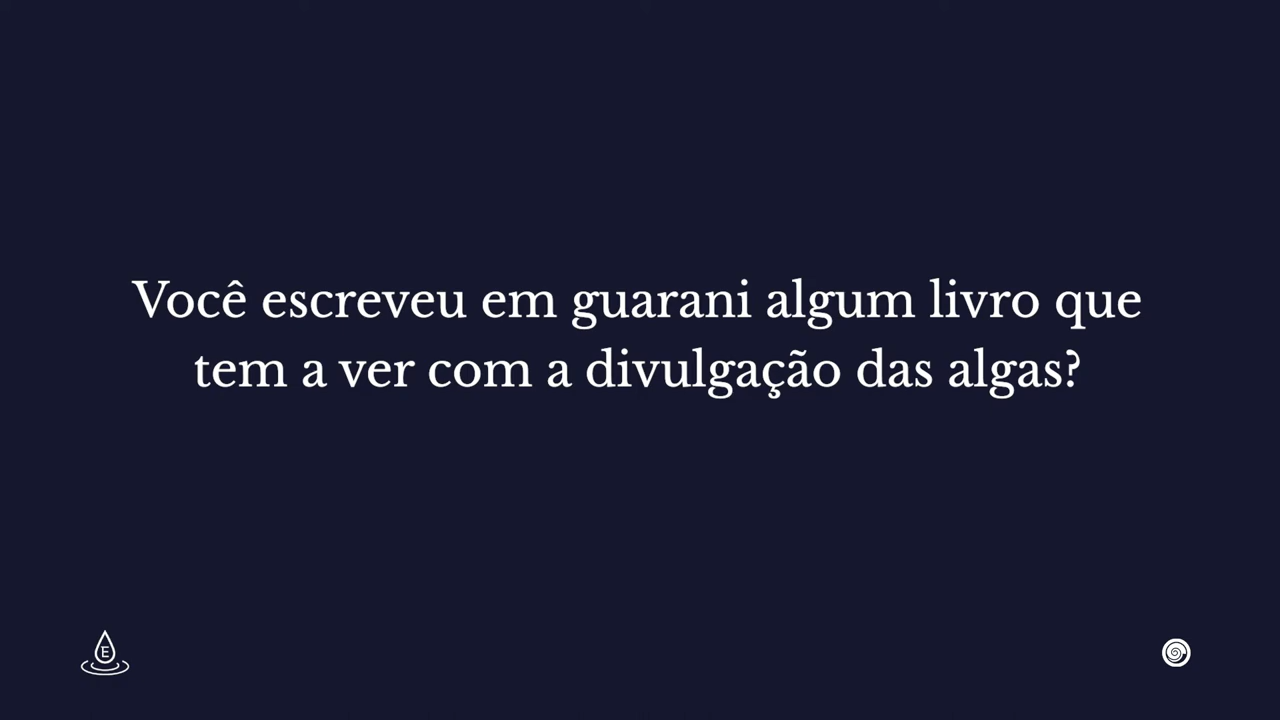 Você escreveu em guarani algum livro que
tem a ver com a divulgação das algas?
E